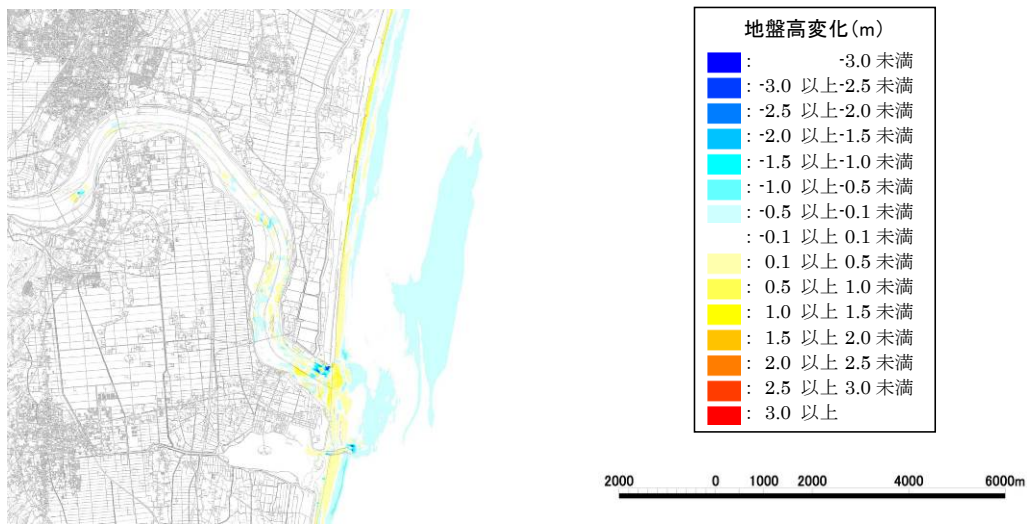 地盤高変化(m)
: -3.0 未満
: -3.0 以上-2.5 未満
: -2.5 以上-2.0 未満
: -2.0 以上-1.5 未満
: -1.5 以上-1.0 未満
: -1.0 以上-0.5 未満
: -0.5 以上-0.1 未満
: -0.1 以上 0.1 未満
: 0.1 以上 0.5 未満
: 0.5 以上 1.0 未満
: 1.0 以上 1.5 未満
: 1.5 以上 2.0 未満
: 2.0 以上 2.5 未満
: 2.5 以上 3.0 未満
: 3.0 以上
2000 0 1000 2000 4000 6000m